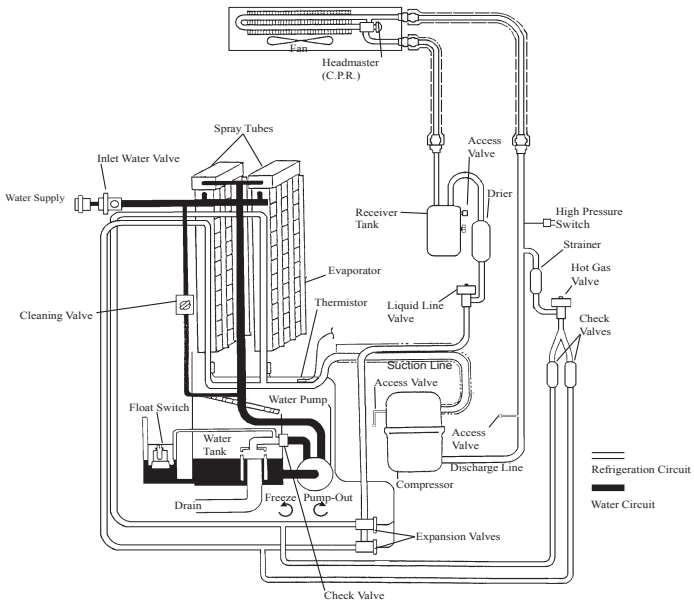 Fan
Headmaster
(C.P.R.)
Spray Tubes
Inlet Water Valve
Access
Valve
Drier
Water Supply
Receiver
Tank
High Pressure
Switch
Strainer
Hot Gas
Valve
Evaporator
Thermistor
Liquid Line
Valve
Cleaning Valve
Check
Valves
Suction Line
Access Valve
Water Pump
Float Switch
Water
Tank
Access
Valve
Discharge Line
Refrigeration Circuit
Compressor
Drain
Freeze Pump-Out
Water Circuit
Expansion Valves
Check Valve